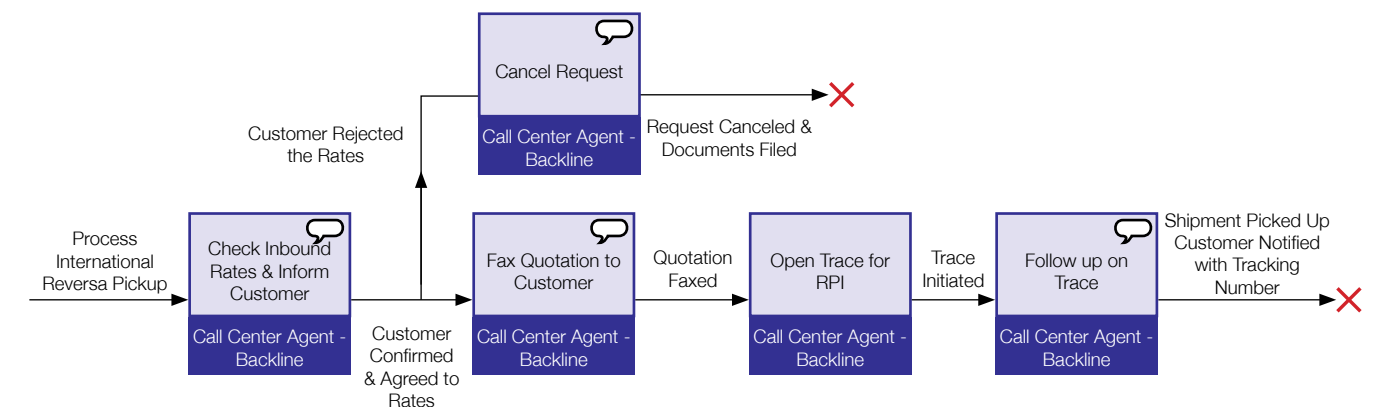 Cancel Request
Call Center Agent -
Backline
Customer Rejected
the Rates
Request Canceled &
Documents Filed
Process
International
Reversa Pickup
Check Inbound
Rates & Inform
Customer
Call Center Agent -
Backline
Customer
Confirmed
& Agreed to
Rates
Fax Quotation to
Customer
Call Center Agent -
Backline
Quotation
Faxed
Open Trace for
RPI
Call Center Agent -
Backline
Trace
Initiated
Follow up on
Trace
Call Center Agent -
Backline
Shipment Picked Up
Customer Notified
with Tracking
Number